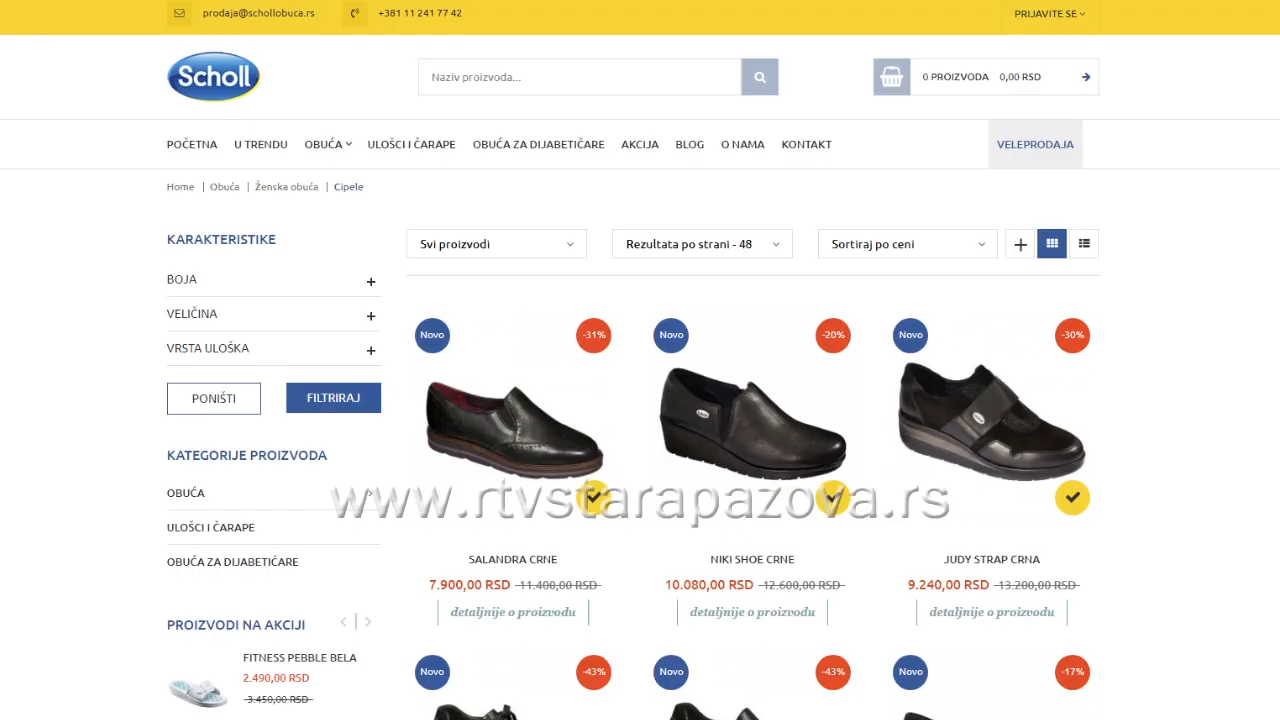 prodaja@schollobuca.rs
+381 11 241 77 42
PRIJAVITE SE
Scholl
Naziv proizvoda...
0 PROIZVODA 0,00 RSD
POČETNA U TRENDU OBUĆA ULOŠCI I ČARAPE OBUĆA ZA DIJABETIČARE AKCIJA BLOG O NAMA KONTAKT VELEPRODAJA
Home | Obuća | Ženska obuća | Cipele
KARAKTERISTIKE
BOJA
VELIČINA
VRSTA ULOŠKA
PONIŠTI
FILTRIRAJ
KATEGORIJE PROIZVODA
OBUĆA
ULOŠCI I ČARAPE
OBUĆA ZA DIJABETIČARE
PROIZVODI NA AKCIJI
FITNESS PEBBLE BELA
2.490,00 RSD
3.450,00 RSD
Svi proizvodi
Rezultata po strani - 48
Sortiraj po ceni
Novo -31%
Novo -20%
Novo -30%
www.rtvstarapazova.rs
SALANDRA CRNE
7.900,00 RSD 11.400,00 RSD
detaljnije o proizvodu
NIKI SHOE CRNE
10.080,00 RSD 12.600,00 RSD
detaljnije o proizvodu
JUDY STRAP CRNA
9.240,00 RSD 13.200,00 RSD
detaljnije o proizvodu
Novo -43%
Novo -43%
Novo -17%